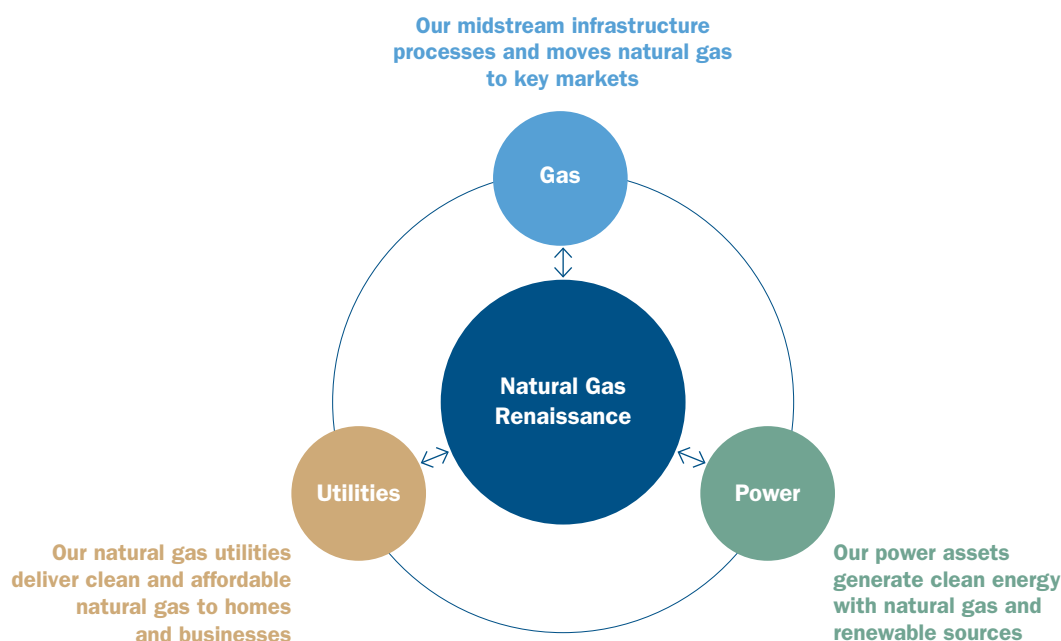 Our midstream infrastructure
processes and moves natural gas
to key markets
Gas
Natural Gas
Renaissance
Utilities
Power
Our natural gas utilities
deliver clean and affordable
natural gas to homes
and businesses
Our power assets
generate clean energy
with natural gas and
renewable sources